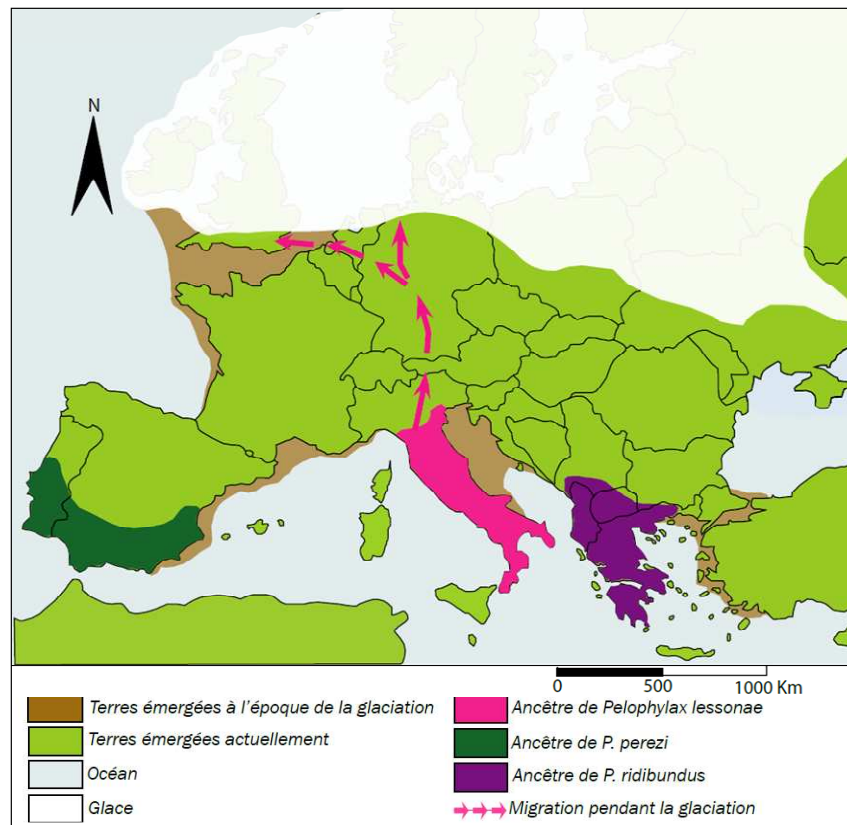 N
0 500 1000 Km
Terres émergées à l'époque de la glaciation
Terres émergées actuellement
Océan
Glace
Ancêtre de Pelophylax lessonae
Ancêtre de P. perezi
Ancêtre de P. ridibundus
Migration pendant la glaciation